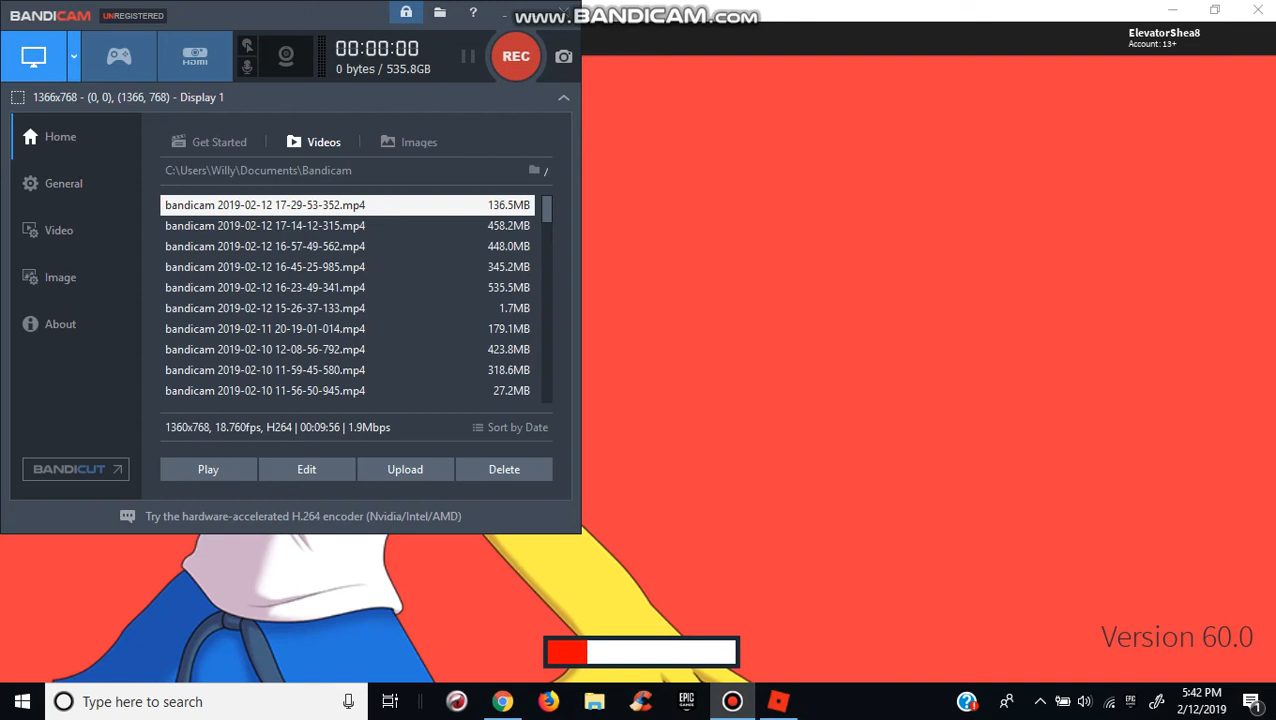 BANDICAM UNREGISTERED
?
www.BANDICAM.com
ElevatorShea8
Account: 13+
HDMI
00:00:00
0 bytes / 535.8GB
REC
1366x768 - (0, 0), (1366, 768) - Display 1
Home
General
Video
Image
About
BANDICUT
Get Started
Videos
Images
C:\Users\Willy\Documents\Bandicam
/
bandicam 2019-02-12 17-29-53-352.mp4 136.5MB
bandicam 2019-02-12 17-14-12-315.mp4 458.2MB
bandicam 2019-02-12 16-57-49-562.mp4 448.0MB
bandicam 2019-02-12 16-45-25-985.mp4 345.2MB
bandicam 2019-02-12 16-23-49-341.mp4 535.5MB
bandicam 2019-02-12 15-26-37-133.mp4 1.7MB
bandicam 2019-02-11 20-19-01-014.mp4 179.1MB
bandicam 2019-02-10 12-08-56-792.mp4 423.8MB
bandicam 2019-02-10 11-59-45-580.mp4 318.6MB
bandicam 2019-02-10 11-56-50-945.mp4 27.2MB
1360x768, 18.760fps, H264 | 00:09:56 | 1.9Mbps
Sort by Date
Play
Edit
Upload
Delete
Try the hardware-accelerated H.264 encoder (Nvidia/Intel/AMD)
Version 60.0
Type here to search
EPIC
GAMES
5:42 PM
2/12/2019
1